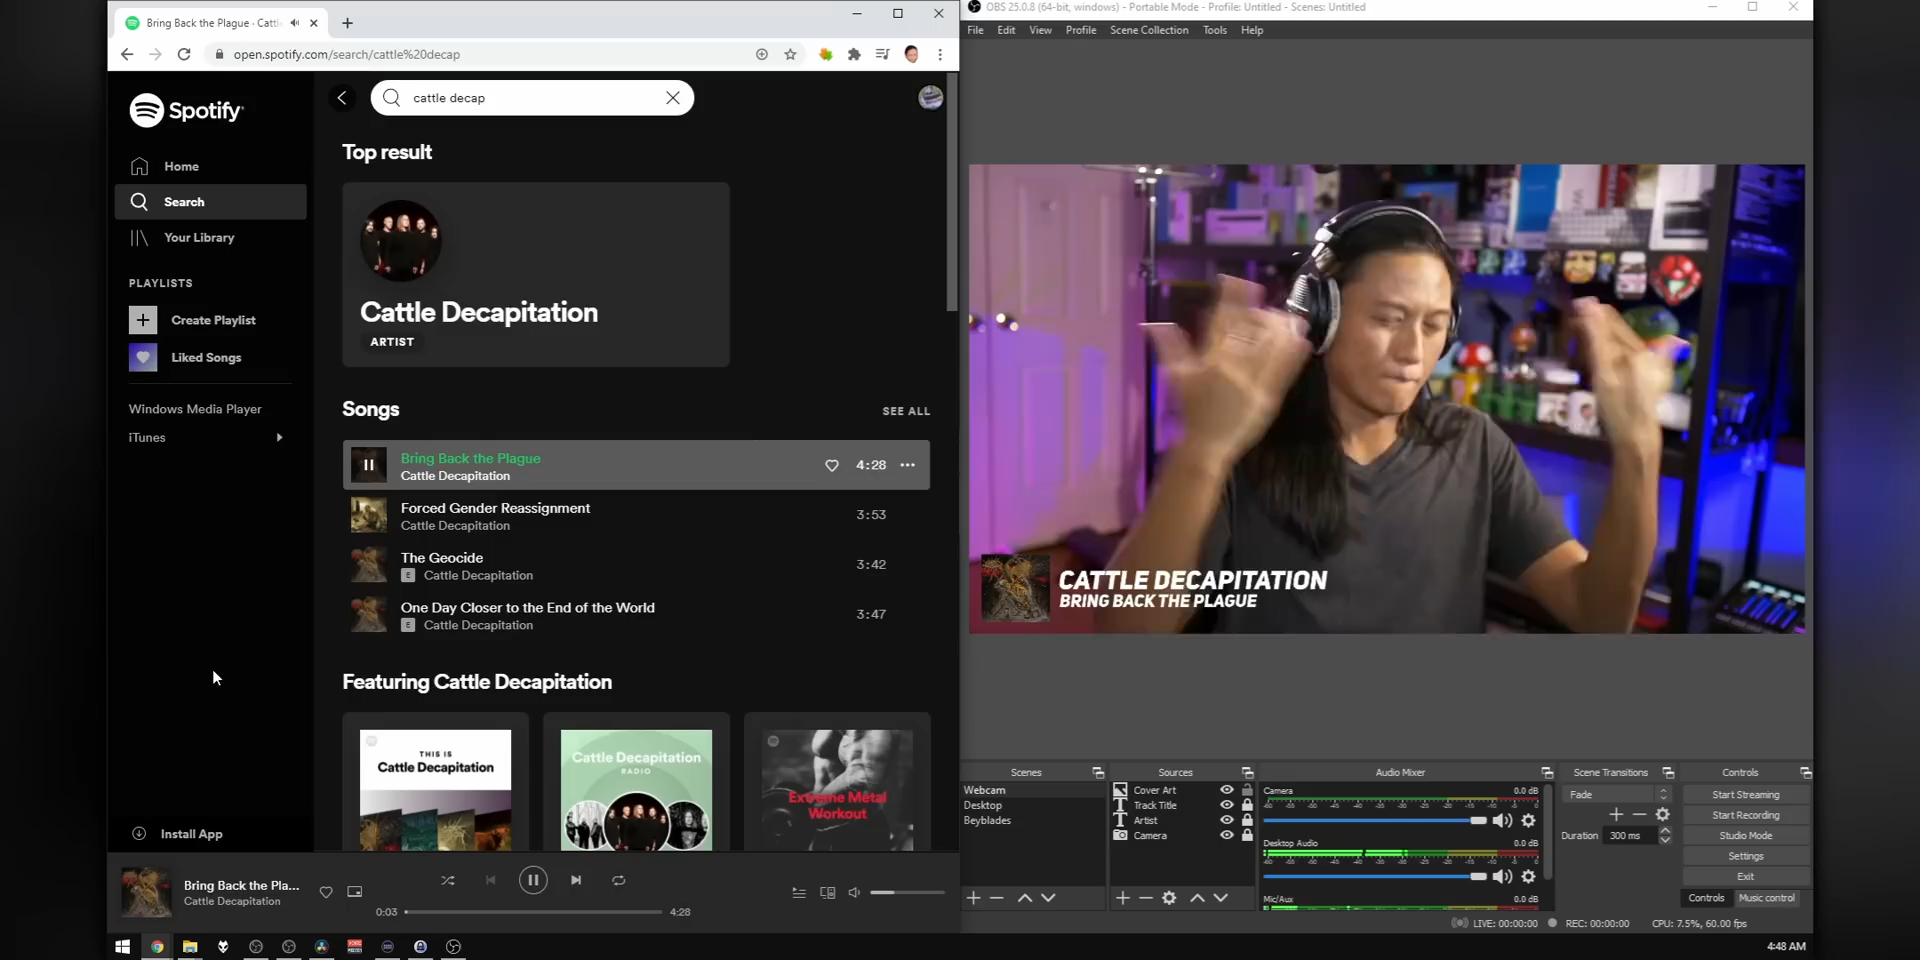 Bring Back the Plague · Cattl
open.spotify.com/search/cattle%20decap
Spotify
Home
Search
Your Library
PLAYLISTS
Create Playlist
Liked Songs
Windows Media Player
iTunes
Install App
cattle decap
Top result
Cattle Decapitation
ARTIST
Songs
SEE ALL
Bring Back the Plague
Cattle Decapitation
4:28
Forced Gender Reassignment
Cattle Decapitation
3:53
The Geocide
E Cattle Decapitation
3:42
One Day Closer to the End of the World
E Cattle Decapitation
3:47
Featuring Cattle Decapitation
THIS IS
Cattle Decapitation
Cattle Decapitation
RADIO
Extreme Metal
Workout
Bring Back the Pla...
Cattle Decapitation
0:03
4:28
OBS 25.0.8 (64-bit, windows) - Portable Mode - Profile: Untitled - Scenes: Untitled
File Edit View Profile Scene Collection Tools Help
CATTLE DECAPITATION
BRING BACK THE PLAGUE
Scenes
Webcam
Desktop
Beyblades
Sources
Cover Art
Track Title
Artist
Camera
Audio Mixer
Camera 0.0 dB
Desktop Audio 0.0 dB
Mic/Aux 0.0 dB
Scene Transitions
Fade
Duration 300 ms
Controls
Start Streaming
Start Recording
Studio Mode
Settings
Exit
Controls Music control
LIVE: 00:00:00 REC: 00:00:00 CPU: 7.5%, 60.00 fps
4:48 AM